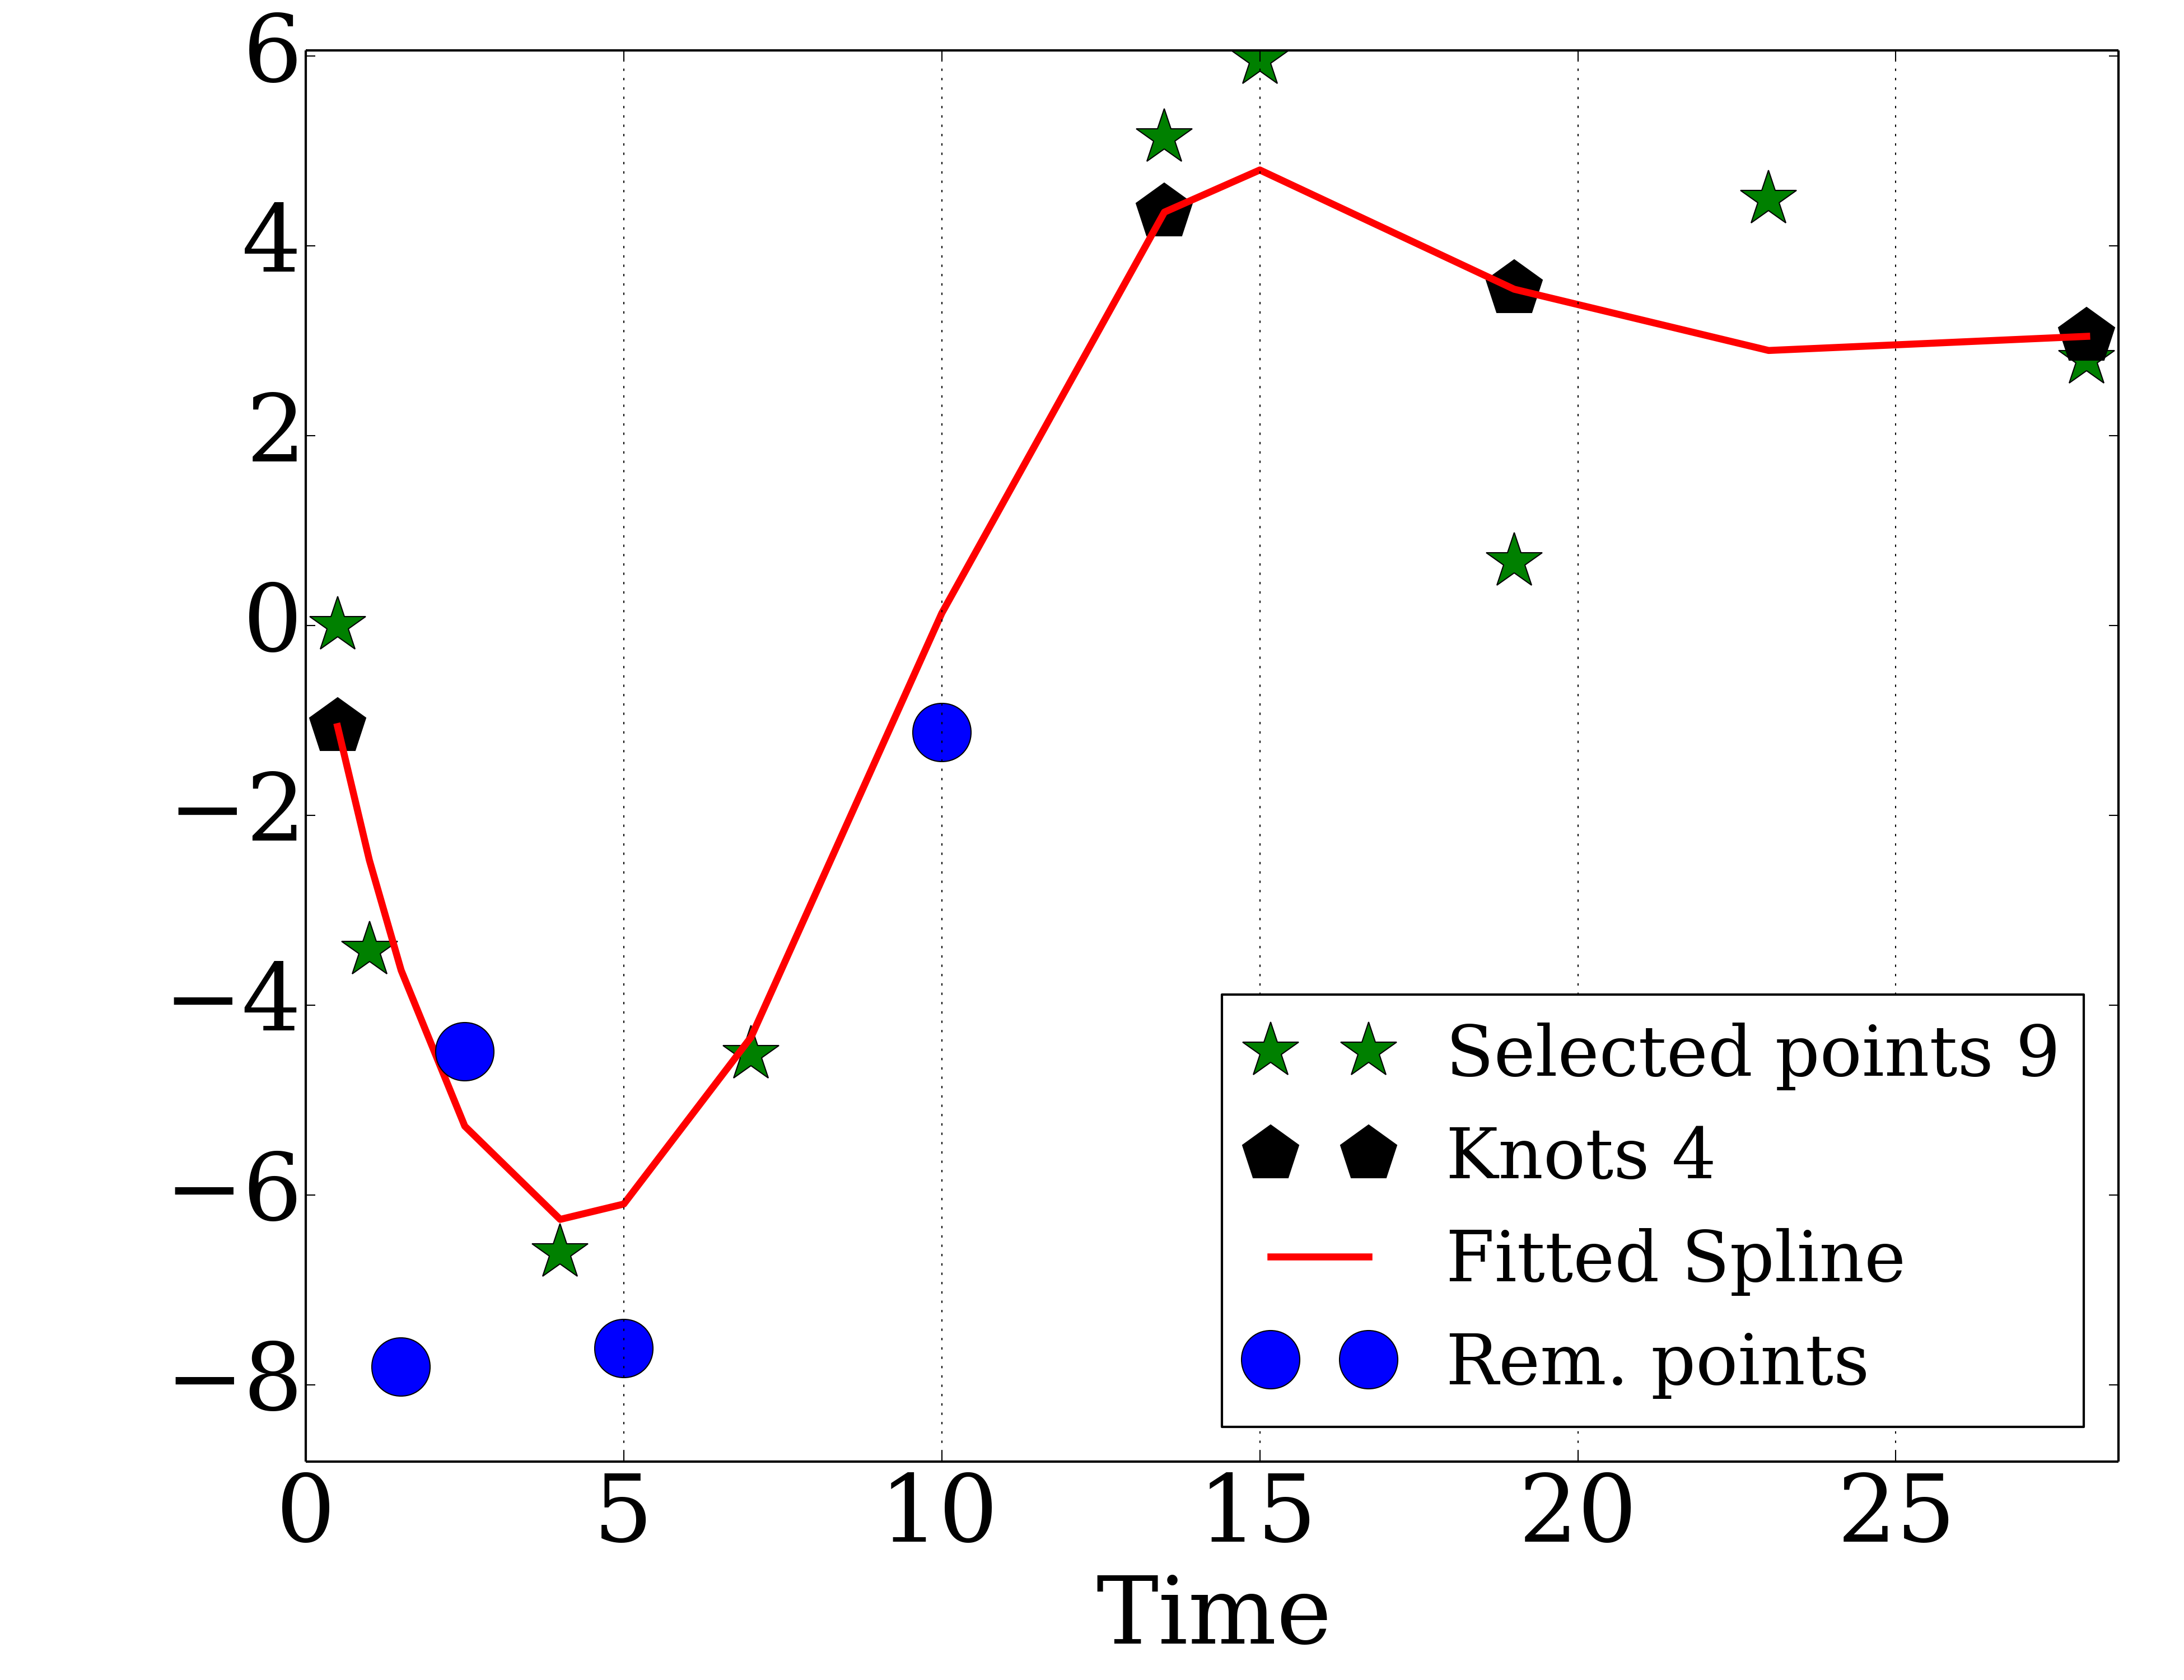 6
4
2
0
−2
−4
−6
−8
Selected points 9
Knots 4
Fitted Spline
Rem. points
0 5 10 15 20 25
Time